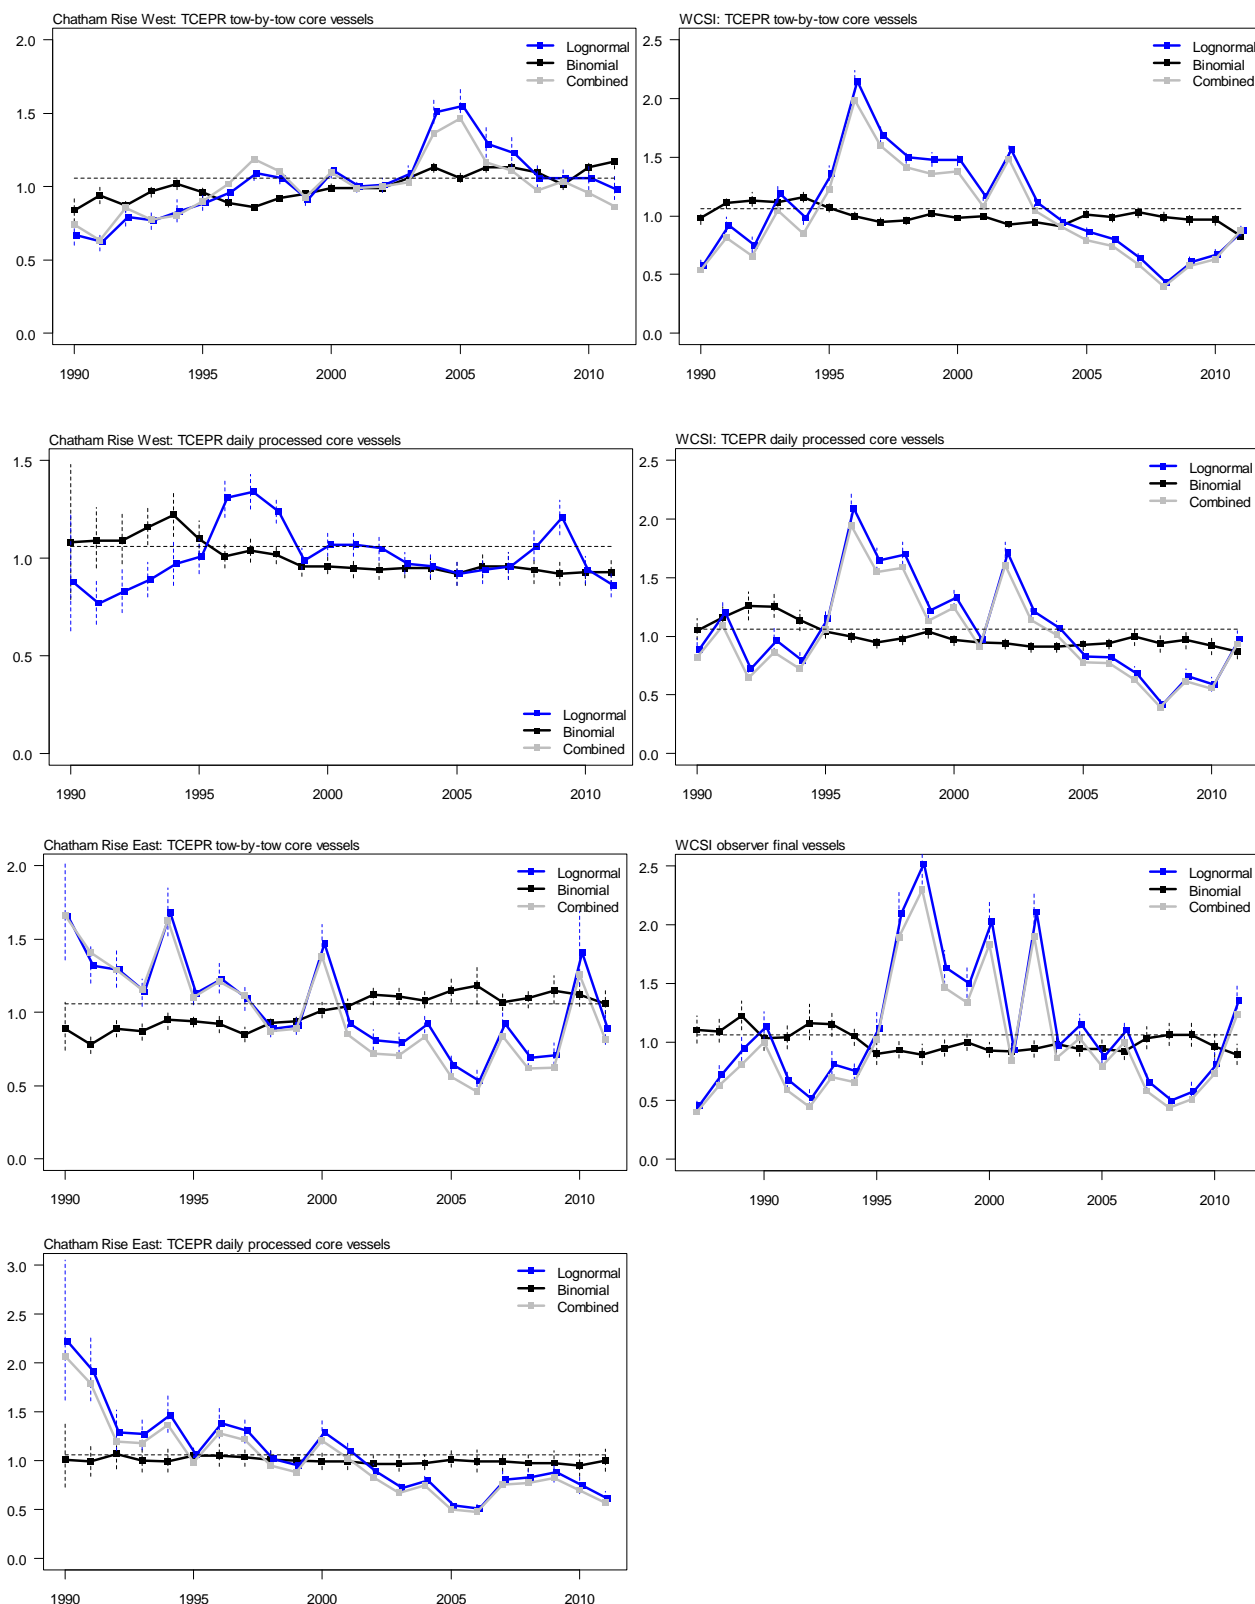 Chatham Rise West: TCEPR tow-by-tow core vessels
2.0
1.5
1.0
0.5
0.0
Lognormal
Binomial
Combined
1990 1995 2000 2005 2010
WCSI: TCEPR tow-by-tow core vessels
2.5
2.0
1.5
1.0
0.5
0.0
Lognormal
Binomial
Combined
1990 1995 2000 2005 2010
Chatham Rise West: TCEPR daily processed core vessels
1.5
1.0
0.5
0.0
Lognormal
Binomial
Combined
1990 1995 2000 2005 2010
WCSI: TCEPR daily processed core vessels
2.5
2.0
1.5
1.0
0.5
0.0
Lognormal
Binomial
Combined
1990 1995 2000 2005 2010
Chatham Rise East: TCEPR tow-by-tow core vessels
2.0
1.5
1.0
0.5
0.0
Lognormal
Binomial
Combined
1990 1995 2000 2005 2010
WCSI observer final vessels
2.5
2.0
1.5
1.0
0.5
0.0
Lognormal
Binomial
Combined
1990 1995 2000 2005 2010
Chatham Rise East: TCEPR daily processed core vessels
3.0
2.5
2.0
1.5
1.0
0.5
0.0
Lognormal
Binomial
Combined
1990 1995 2000 2005 2010